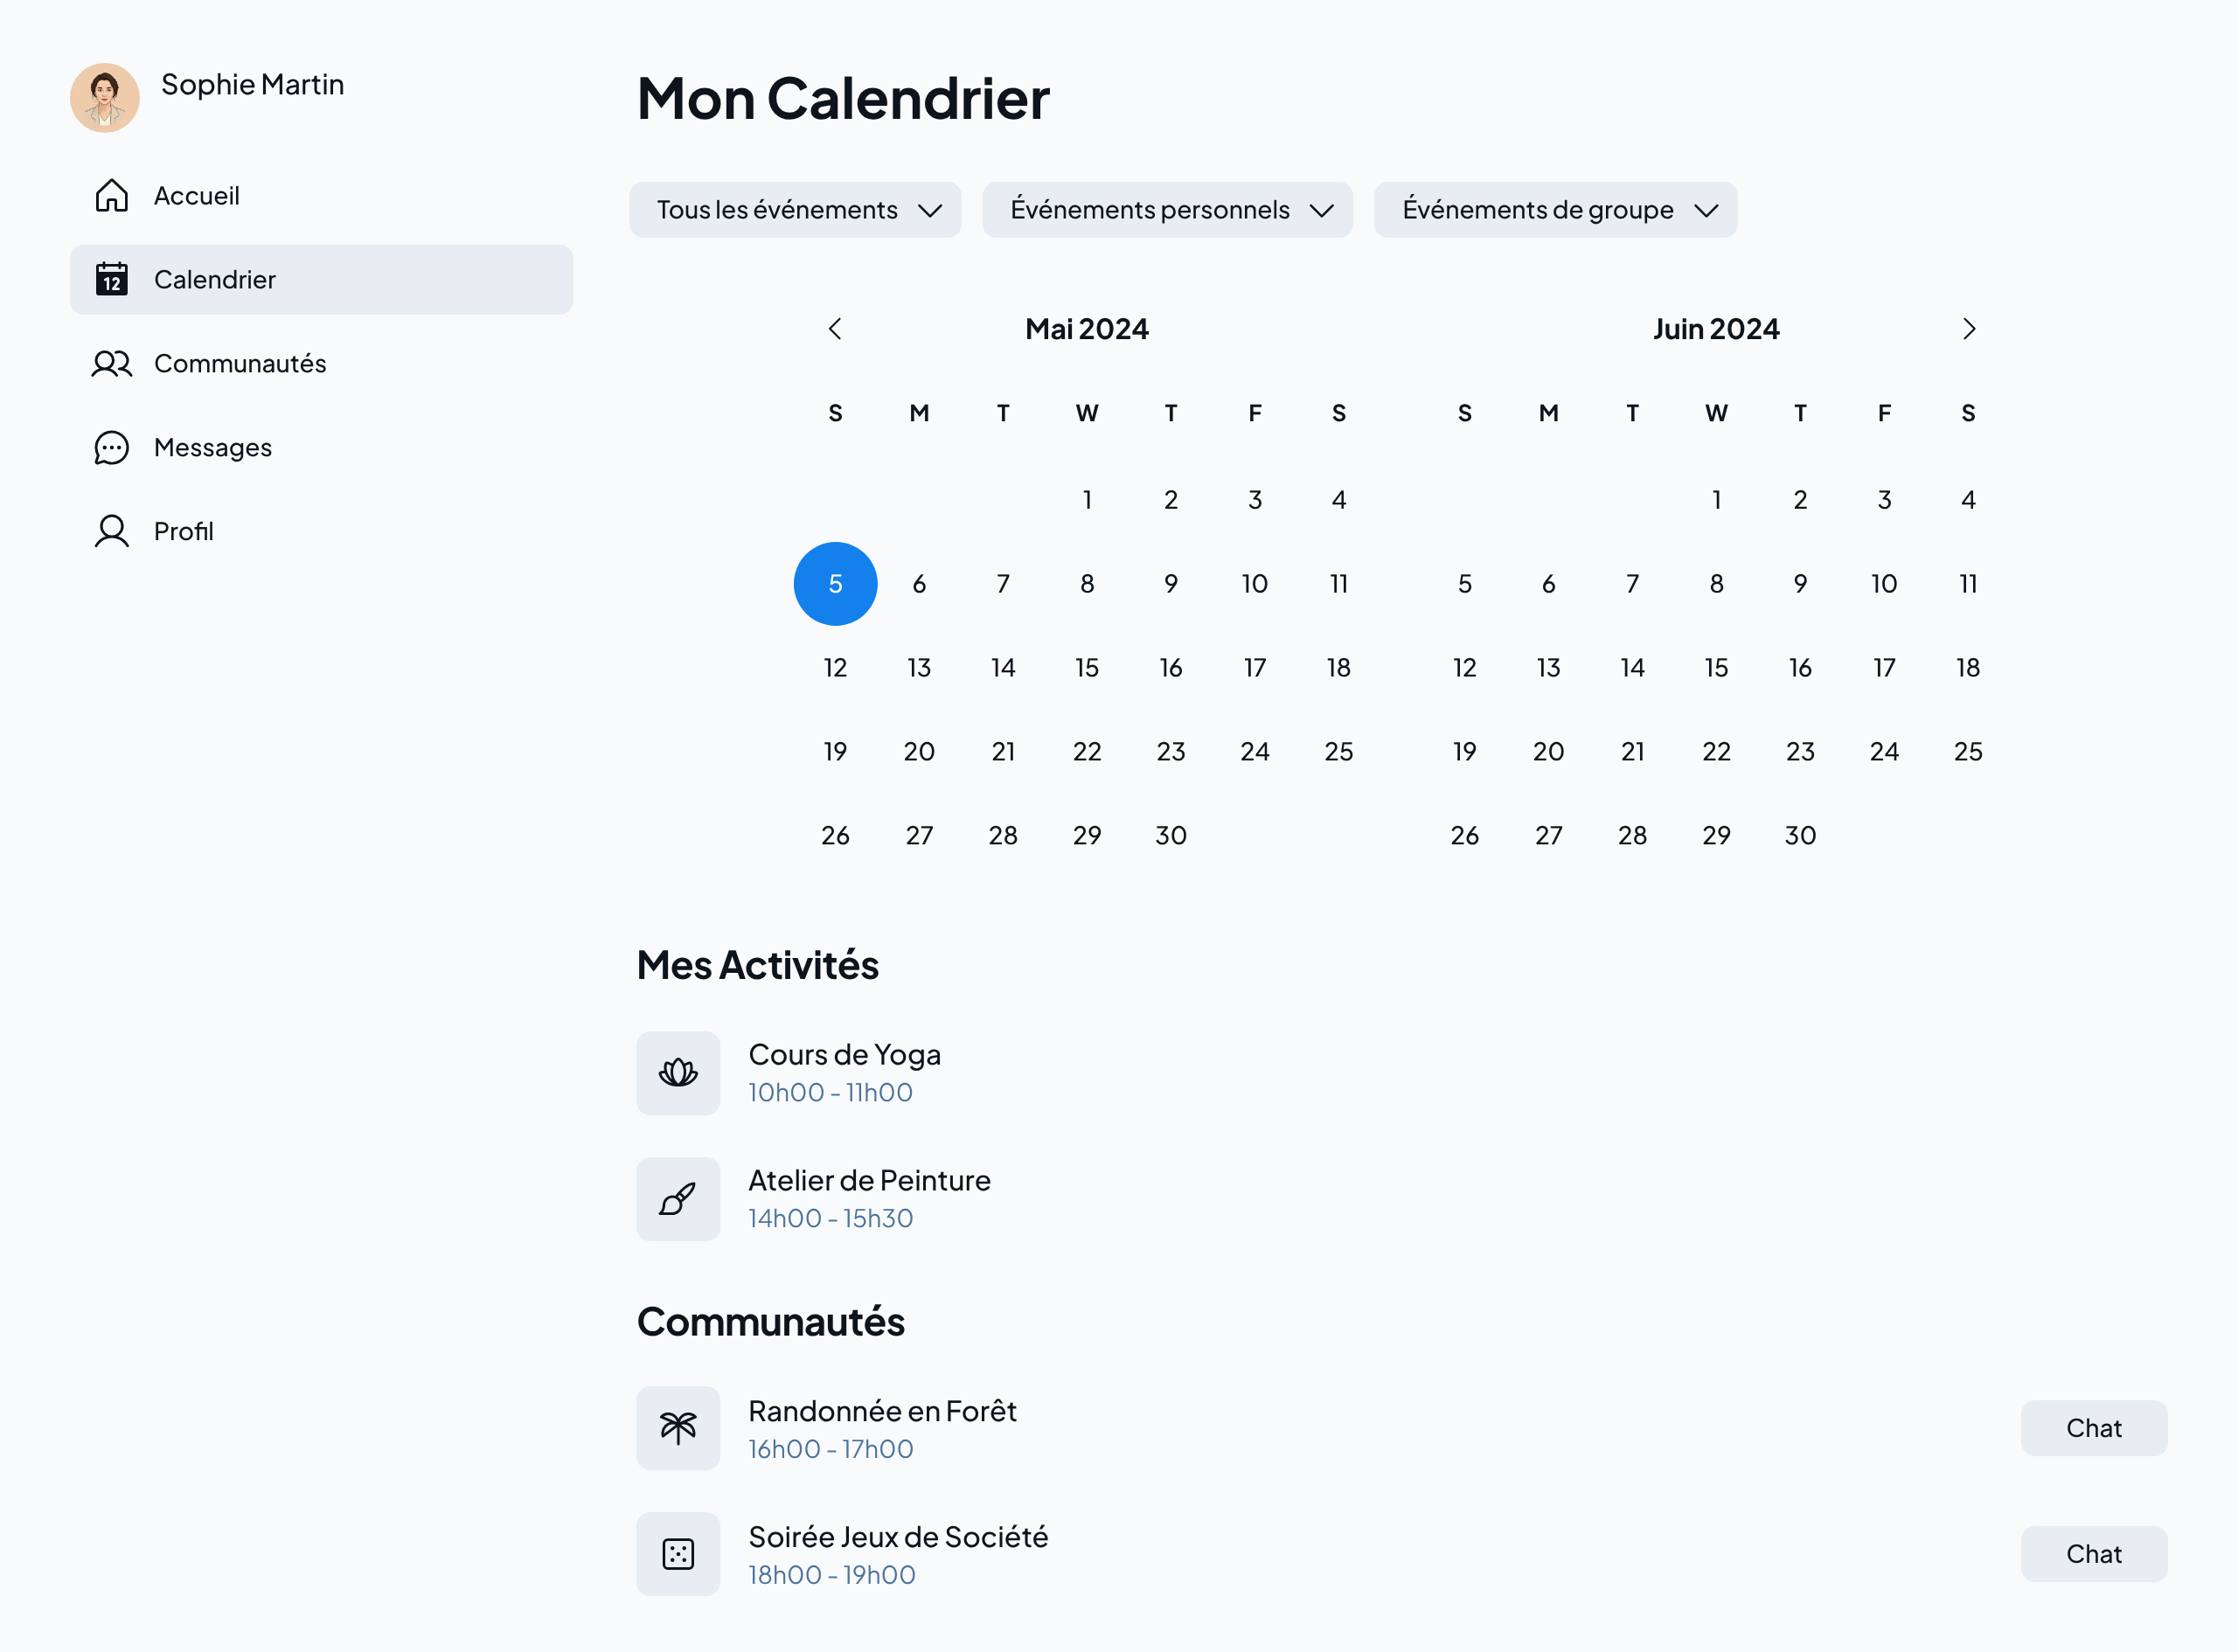 Sophie Martin
Accueil
12
Calendrier
Communautés
Messages
Profil
Mon Calendrier
Tous les événements
Événements personnels
Événements de groupe
Mai 2024
S M T W T F S
1 2 3 4
5 6 7 8 9 10 11
12 13 14 15 16 17 18
19 20 21 22 23 24 25
26 27 28 29 30
Juin 2024
S M T W T F S
1 2 3 4
5 6 7 8 9 10 11
12 13 14 15 16 17 18
19 20 21 22 23 24 25
26 27 28 29 30
Mes Activités
Cours de Yoga
10h00 - 11h00
Atelier de Peinture
14h00 - 15h30
Communautés
Randonnée en Forêt
16h00 - 17h00
Chat
Soirée Jeux de Société
18h00 - 19h00
Chat